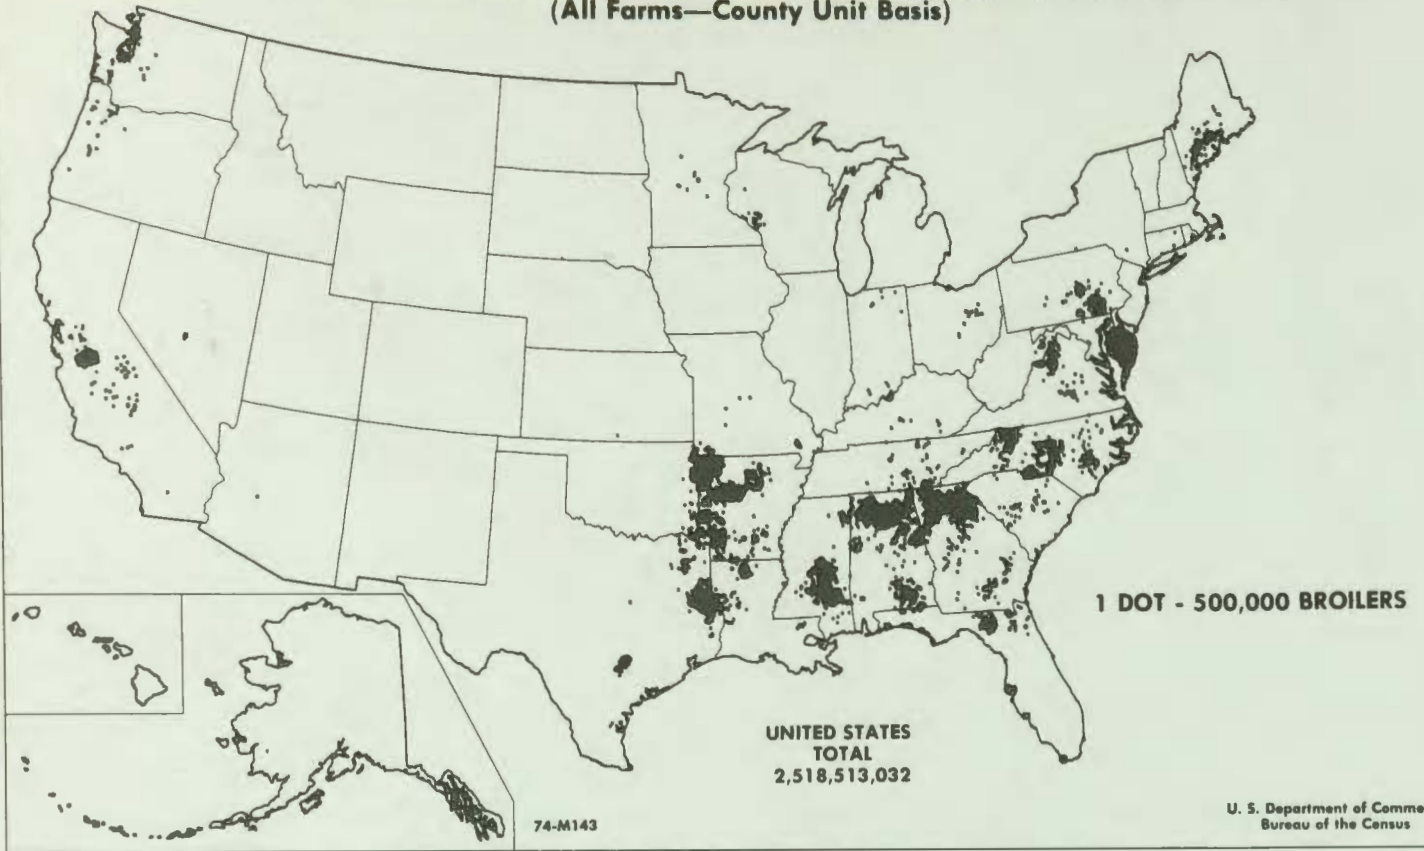 (All Farms—County Unit Basis)
1 DOT - 500,000 BROILERS
UNITED STATES
TOTAL
2,518,513,032
74-M143
U. S. Department of Comme
Bureau of the Census